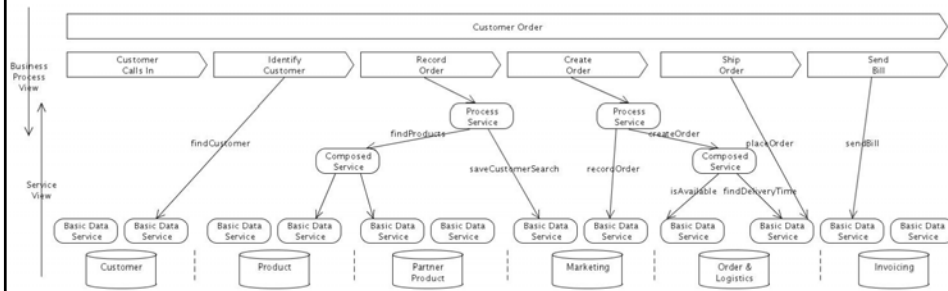 Customer Order
Customer
Calls In
Identify
Customer
Record
Order
Create
Order
Ship
Order
Send
Bill
Business
Process
View
Process
Service
Process
Service
findProducts
createOrder
placeOrder
sendBill
findCustomer
Composed
Service
Composed
Service
saveCustomerSearch
recordOrder
Service
View
isAvailable
findDeliveryTime
Basic Data
Service
Basic Data
Service
Basic Data
Service
Basic Data
Service
Basic Data
Service
Basic Data
Service
Basic Data
Service
Basic Data
Service
Basic Data
Service
Basic Data
Service
Basic Data
Service
Basic Data
Service
Customer
Product
Partner
Product
Marketing
Order &
Logistics
Invoicing